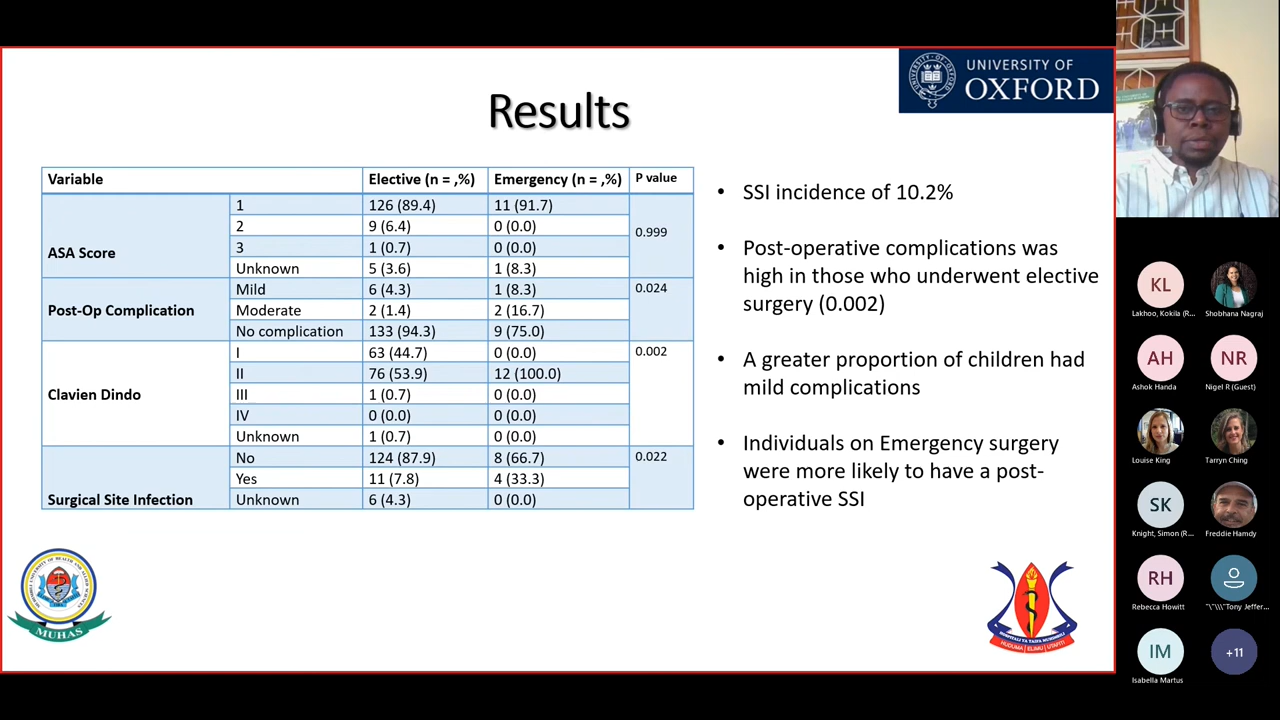 UNIVERSITY OF
OXFORD
Results
Variable Elective (n = ,%) Emergency (n = ,%) P value
ASA Score 1 126 (89.4) 11 (91.7) 0.999
2 9 (6.4) 0 (0.0)
3 1 (0.7) 0 (0.0)
Unknown 5 (3.6) 1 (8.3)
Post-Op Complication Mild 6 (4.3) 1 (8.3) 0.024
Moderate 2 (1.4) 2 (16.7)
No complication 133 (94.3) 9 (75.0)
Clavien Dindo I 63 (44.7) 0 (0.0) 0.002
II 76 (53.9) 12 (100.0)
III 1 (0.7) 0 (0.0)
IV 0 (0.0) 0 (0.0)
Unknown 1 (0.7) 0 (0.0)
Surgical Site Infection No 124 (87.9) 8 (66.7) 0.022
Yes 11 (7.8) 4 (33.3)
Unknown 6 (4.3) 0 (0.0)
• SSI incidence of 10.2%
• Post-operative complications was
high in those who underwent elective
surgery (0.002)
• A greater proportion of children had
mild complications
• Individuals on Emergency surgery
were more likely to have a post-
operative SSI
MUHAS
HOSPITALI YA TAIFA MUHIMBILI
HUDUMA | ELIMU | UTAFITI
KL
Lakhoo, Kokila (R...
Shobhana Nagraj
AH
Ashok Handa
NR
Nigel R (Guest)
Louise King
Tarryn Ching
SK
Knight, Simon (R...
Freddie Hamdy
RH
Rebecca Howitt
"\"\\\"Tony Jeffer...
IM
Isabella Martus
+11